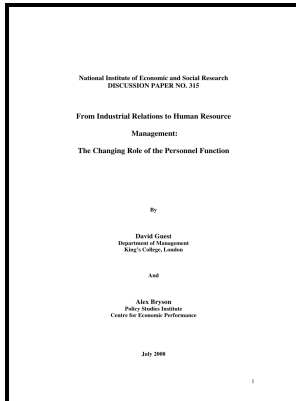 National Institute of Economic and Social Research
DISCUSSION PAPER NO. 315
From Industrial Relations to Human Resource
Management:
The Changing Role of the Personnel Function
By
David Guest
Department of Management
King's College, London
And
Alex Bryson
Policy Studies Institute
Centre for Economic Performance
July 2008
1